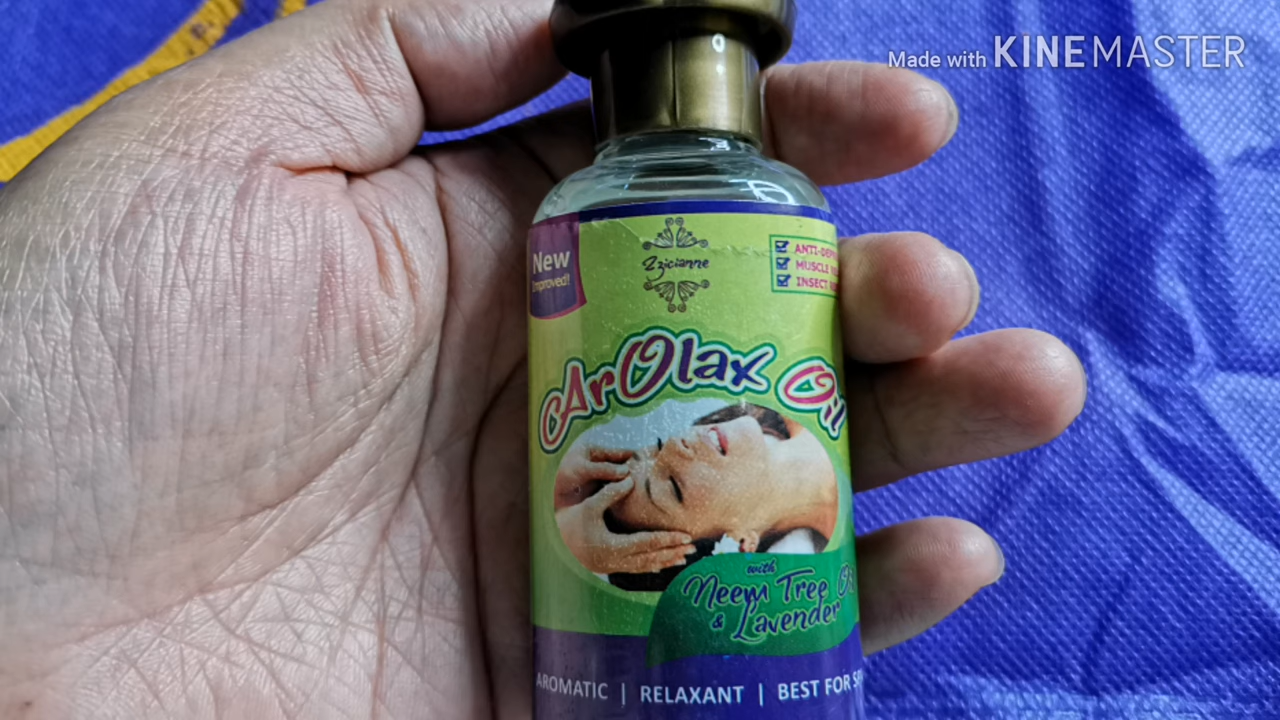 Made with KINEMASTER
New
Improved!
Zzicianne
ANTI-DEPR
MUSCLE
INSECT
ArOlax Oil
with
Neem Tree
& Lavender
AROMATIC | RELAXANT | BEST FOR